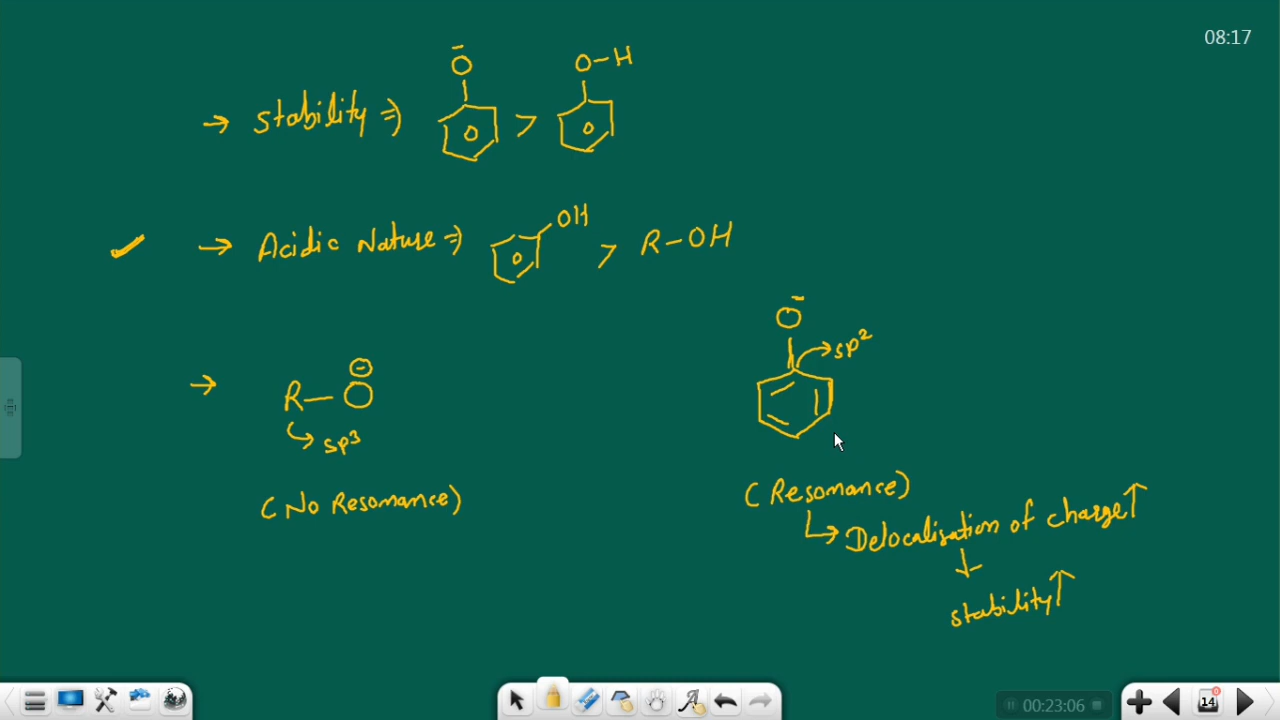 08:17
→ Stability ⇒ Ō > O-H
→ Acidic Nature ⇒ OH > R-OH
→ R-O⊖
sp³
(No Resonance)
Ō
sp²
(Resonance)
↳ Delocalisation of charge↑
↓
stability↑
00:23:06
14
0